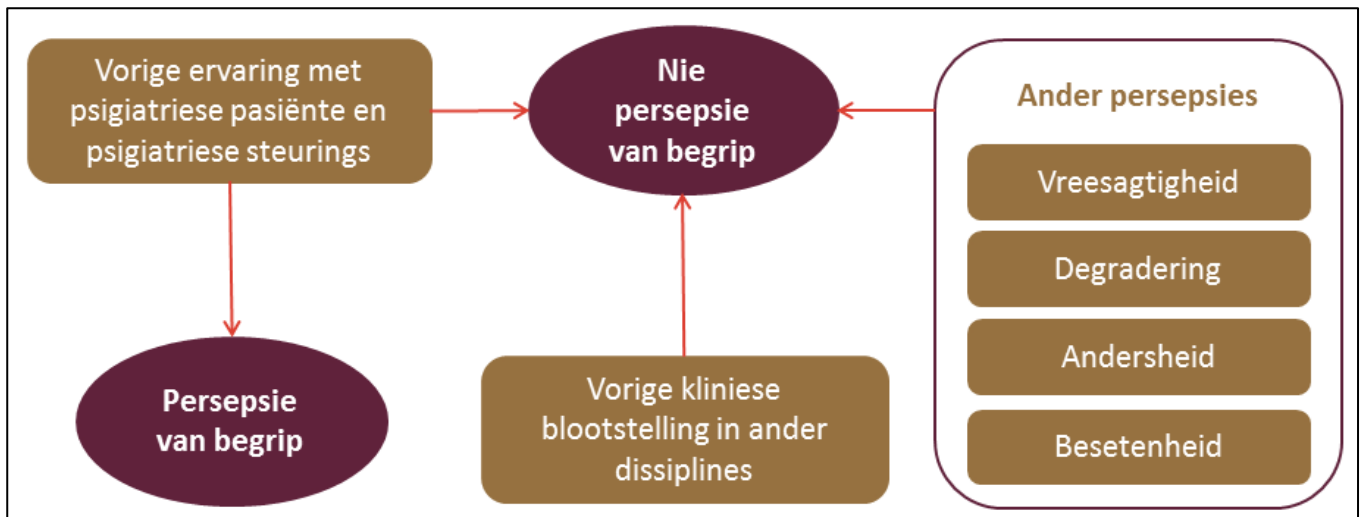 Vorige ervaring met
psigiatriese pasiënte en
psigiatriese steurings
Nie
persepsie
van begrip
Ander persepsies
Vreesagtigheid
Degradering
Andersheid
Besetenheid
Persepsie
van begrip
Vorige kliniese
blootstelling in ander
dissiplines